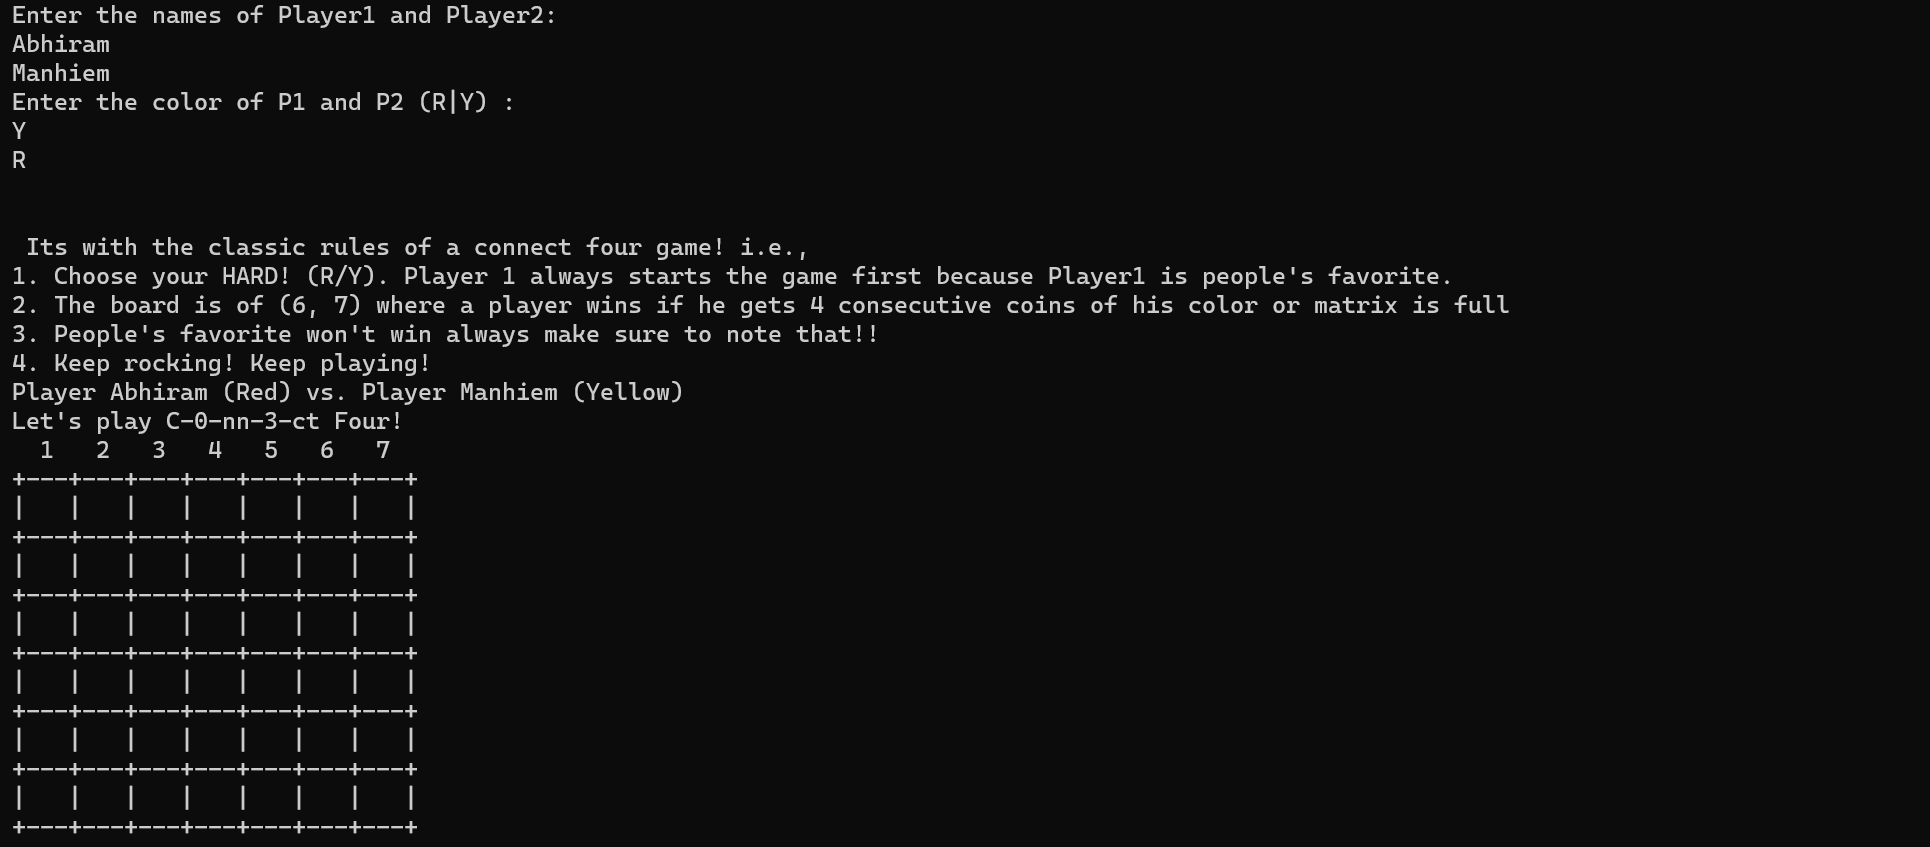 Enter the names of Player1 and Player2:
Abhiram
Manhiem
Enter the color of P1 and P2 (R|Y) :
Y
R
Its with the classic rules of a connect four game! i.e.,
1. Choose your HARD! (R/Y). Player 1 always starts the game first because Player1 is people's favorite.
2. The board is of (6, 7) where a player wins if he gets 4 consecutive coins of his color or matrix is full
3. People's favorite won't win always make sure to note that!!
4. Keep rocking! Keep playing!
Player Abhiram (Red) vs. Player Manhiem (Yellow)
Let's play C-0-nn-3-ct Four!
  1   2   3   4   5   6   7
+---+---+---+---+---+---+---+
|   |   |   |   |   |   |   |
+---+---+---+---+---+---+---+
|   |   |   |   |   |   |   |
+---+---+---+---+---+---+---+
|   |   |   |   |   |   |   |
+---+---+---+---+---+---+---+
|   |   |   |   |   |   |   |
+---+---+---+---+---+---+---+
|   |   |   |   |   |   |   |
+---+---+---+---+---+---+---+
|   |   |   |   |   |   |   |
+---+---+---+---+---+---+---+